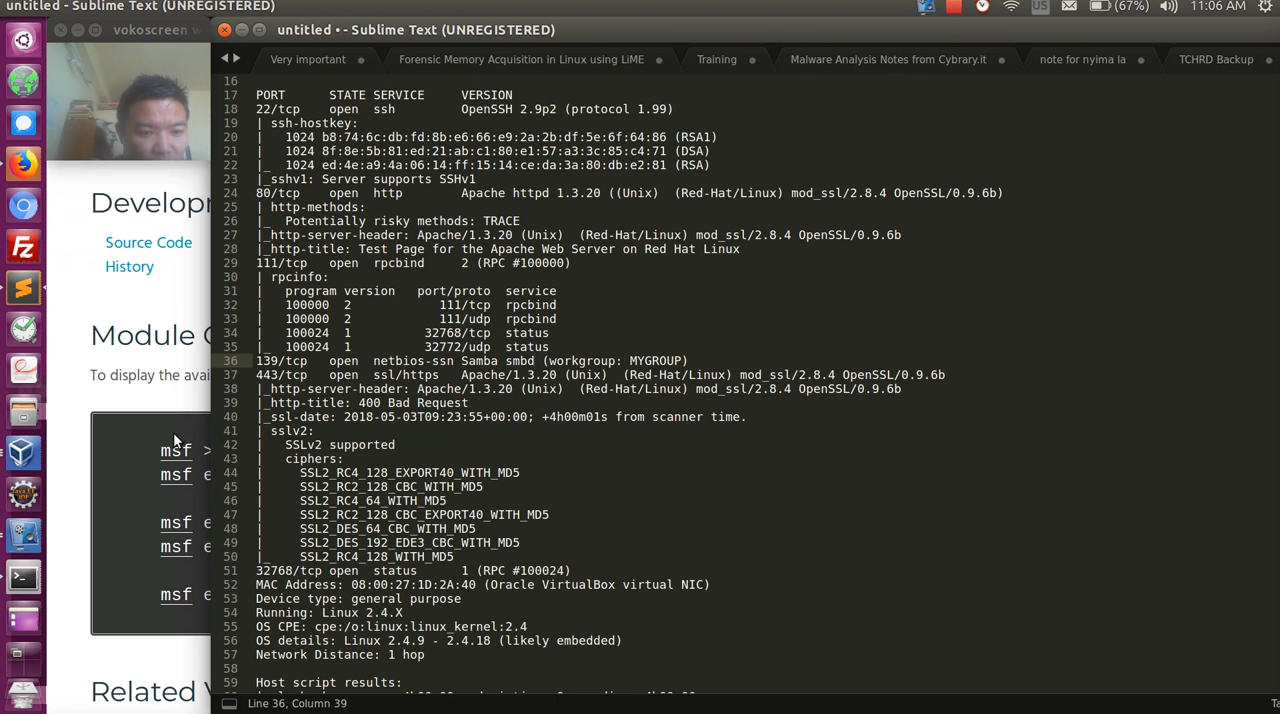 untitled - Sublime Text (UNREGISTERED)
US
(67%)
11:06 AM
vokoscreen
untitled • - Sublime Text (UNREGISTERED)
Very important
Forensic Memory Acquisition in Linux using LiME
Training
Malware Analysis Notes from Cybrary.it
note for nyima la
TCHRD Backup
16
17 PORT      STATE SERVICE     VERSION
18 22/tcp    open  ssh         OpenSSH 2.9p2 (protocol 1.99)
19 | ssh-hostkey:
20 |   1024 b8:74:6c:db:fd:8b:e6:66:e9:2a:2b:df:5e:6f:64:86 (RSA1)
21 |   1024 8f:8e:5b:81:ed:21:ab:c1:80:e1:57:a3:3c:85:c4:71 (DSA)
22 |_  1024 ed:4e:a9:4a:06:14:ff:15:14:ce:da:3a:80:db:e2:81 (RSA)
23 |_sshv1: Server supports SSHv1
24 80/tcp    open  http        Apache httpd 1.3.20 ((Unix)  (Red-Hat/Linux) mod_ssl/2.8.4 OpenSSL/0.9.6b)
25 | http-methods:
26 |_  Potentially risky methods: TRACE
27 |_http-server-header: Apache/1.3.20 (Unix)  (Red-Hat/Linux) mod_ssl/2.8.4 OpenSSL/0.9.6b
28 |_http-title: Test Page for the Apache Web Server on Red Hat Linux
29 111/tcp   open  rpcbind     2 (RPC #100000)
30 | rpcinfo:
31 |   program version   port/proto  service
32 |   100000  2            111/tcp  rpcbind
33 |   100000  2            111/udp  rpcbind
34 |   100024  1          32768/tcp  status
35 |_  100024  1          32772/udp  status
36 139/tcp   open  netbios-ssn Samba smbd (workgroup: MYGROUP)
37 443/tcp   open  ssl/https   Apache/1.3.20 (Unix)  (Red-Hat/Linux) mod_ssl/2.8.4 OpenSSL/0.9.6b
38 |_http-server-header: Apache/1.3.20 (Unix)  (Red-Hat/Linux) mod_ssl/2.8.4 OpenSSL/0.9.6b
39 |_http-title: 400 Bad Request
40 |_ssl-date: 2018-05-03T09:23:55+00:00; +4h00m01s from scanner time.
41 | sslv2:
42 |   SSLv2 supported
43 |   ciphers:
44 |     SSL2_RC4_128_EXPORT40_WITH_MD5
45 |     SSL2_RC2_128_CBC_WITH_MD5
46 |     SSL2_RC4_64_WITH_MD5
47 |     SSL2_RC2_128_CBC_EXPORT40_WITH_MD5
48 |     SSL2_DES_64_CBC_WITH_MD5
49 |     SSL2_DES_192_EDE3_CBC_WITH_MD5
50 |_    SSL2_RC4_128_WITH_MD5
51 32768/tcp open  status      1 (RPC #100024)
52 MAC Address: 08:00:27:1D:2A:40 (Oracle VirtualBox virtual NIC)
53 Device type: general purpose
54 Running: Linux 2.4.X
55 OS CPE: cpe:/o:linux:linux_kernel:2.4
56 OS details: Linux 2.4.9 - 2.4.18 (likely embedded)
57 Network Distance: 1 hop
58
59 Host script results:
Line 36, Column 39
Source Code
History
Module
To display the avai
msf >
msf e
msf e
msf e
msf e
Related